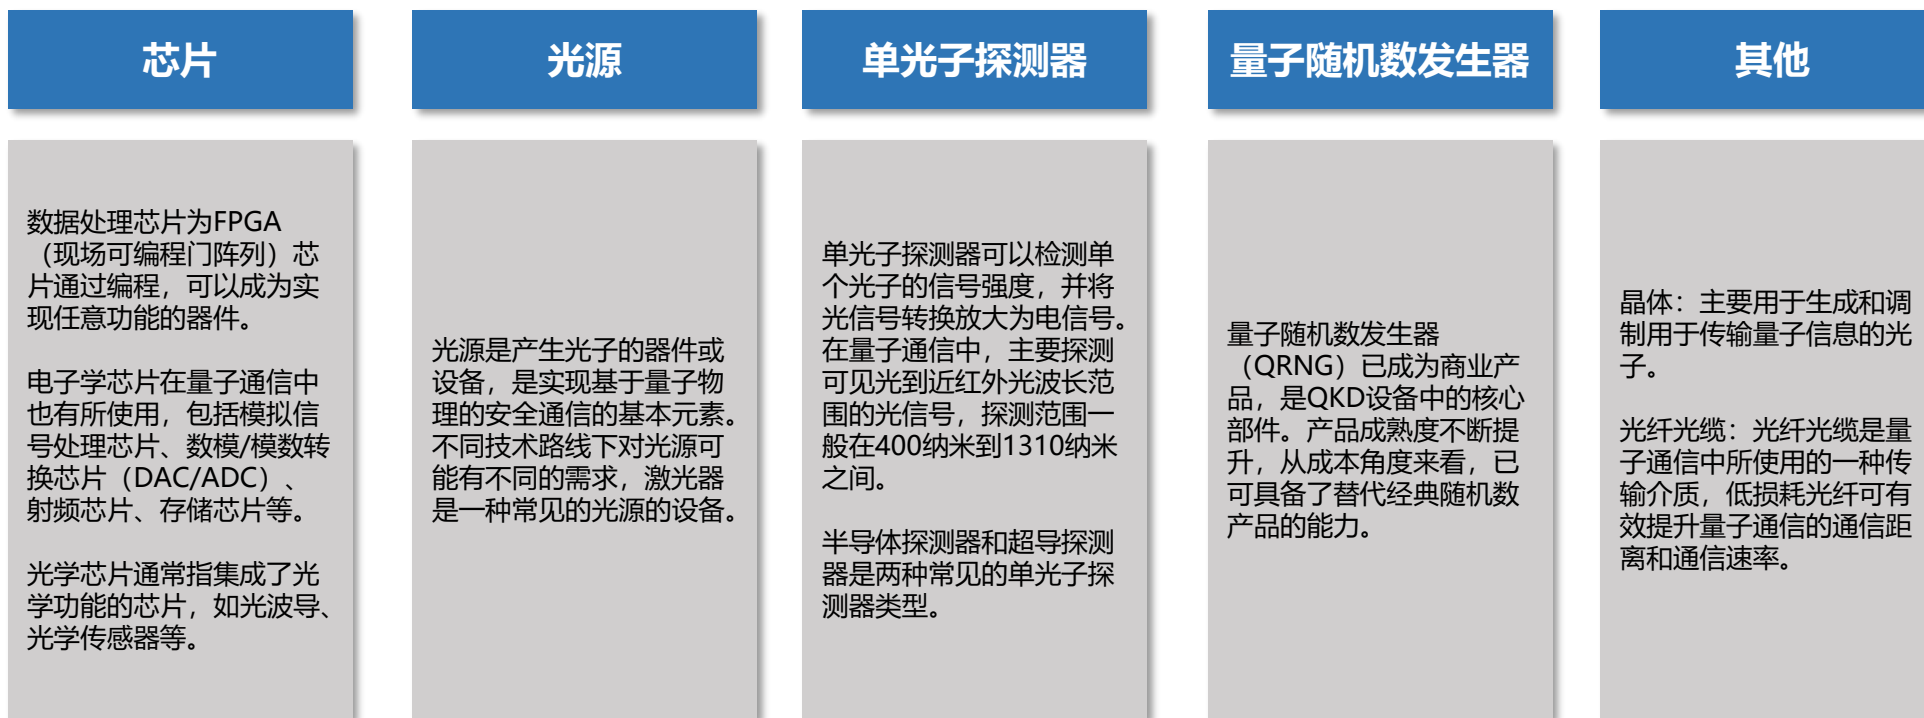 芯片
数据处理芯片为FPGA
（现场可编程门阵列）芯
片通过编程，可以成为实
现任意功能的器件。
电子学芯片在量子通信中
也有所使用，包括模拟信
号处理芯片、数模/模数转
换芯片（DAC/ADC）、
射频芯片、存储芯片等。
光学芯片通常指集成了光
学功能的芯片，如光波导、
光学传感器等。
光源
光源是产生光子的器件或
设备，是实现基于量子物
理的安全通信的基本元素。
不同技术路线下对光源可
能有不同的需求，激光器
是一种常见的光源的设备。
单光子探测器
单光子探测器可以检测单
个光子的信号强度，并将
光信号转换放大为电信号。
在量子通信中，主要探测
可见光到近红外光波长范
围的光信号，探测范围一
般在400纳米到1310纳米
之间。
半导体探测器和超导探测
器是两种常见的单光子探
测器类型。
量子随机数发生器
量子随机数发生器
（QRNG）已成为商业产
品，是QKD设备中的核心
部件。产品成熟度不断提
升，从成本角度来看，已
可具备了替代经典随机数
产品的能力。
其他
晶体：主要用于生成和调
制用于传输量子信息的光
子。
光纤光缆：光纤光缆是量
子通信中所使用的一种传
输介质，低损耗光纤可有
效提升量子通信的通信距
离和通信速率。